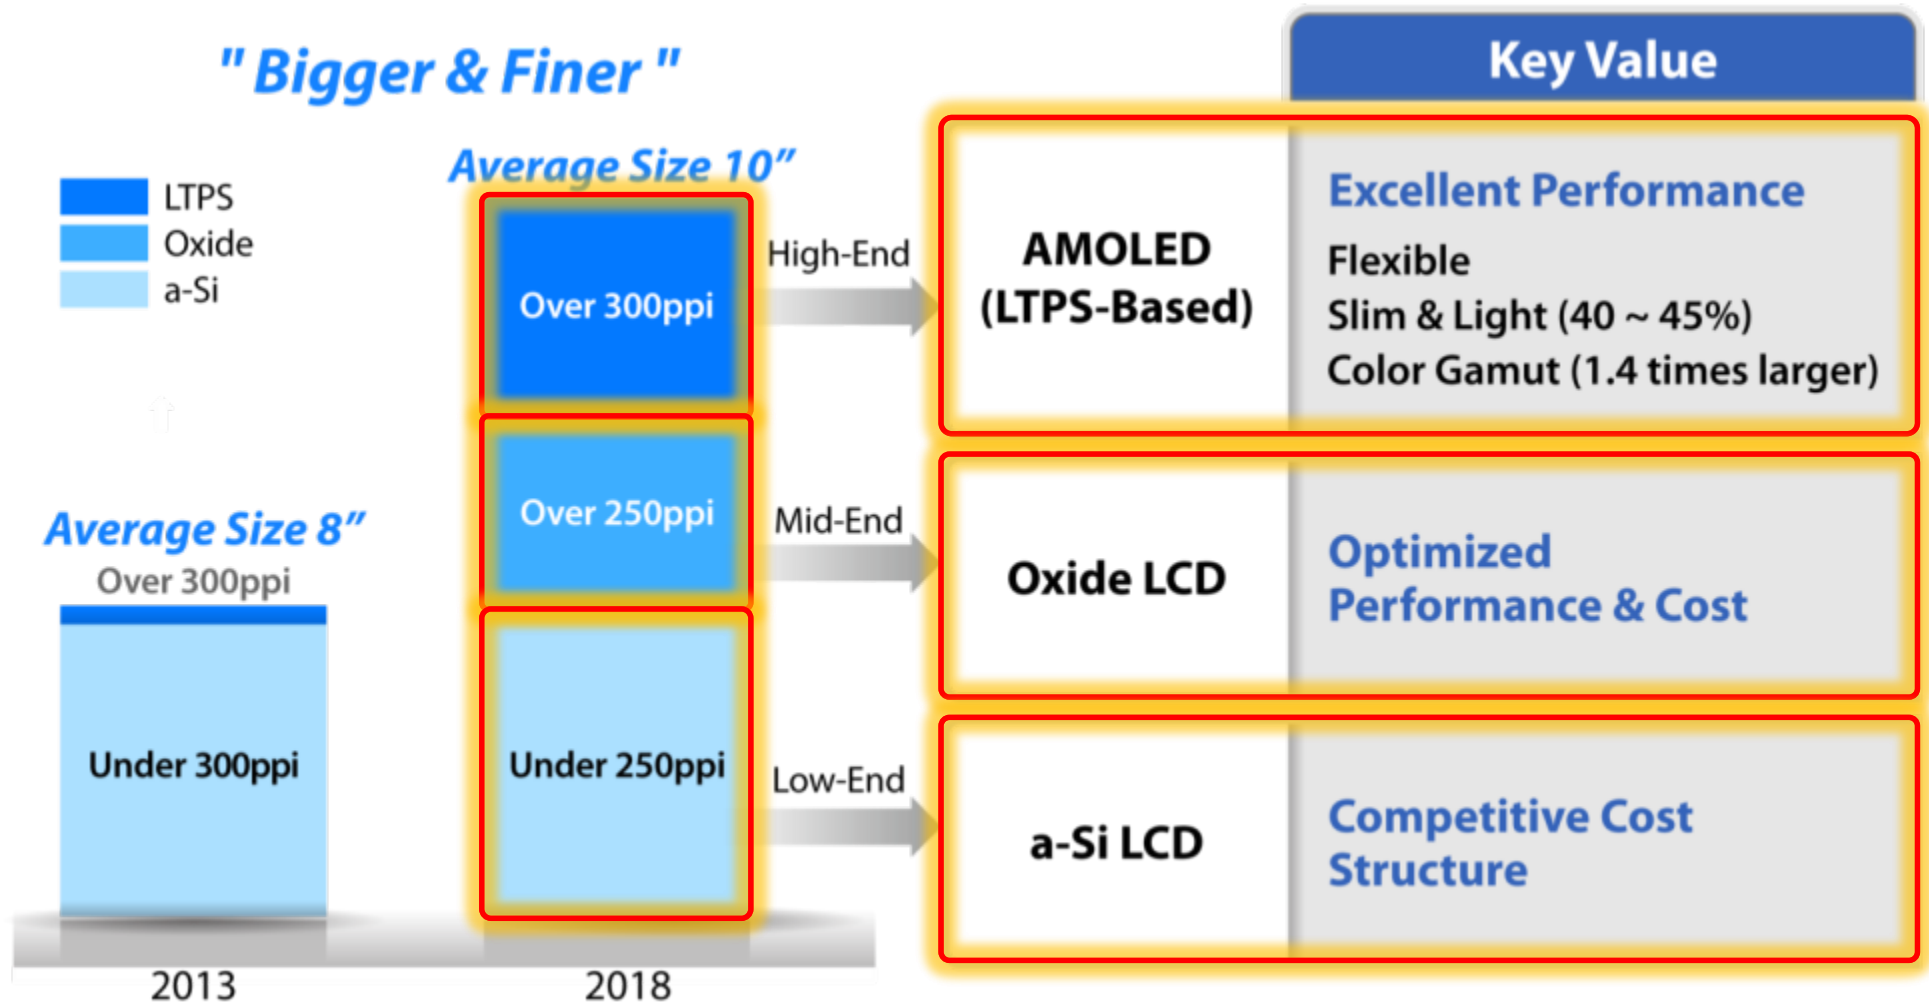 " Bigger & Finer "
LTPS
Oxide
a-Si
Average Size 8”
Over 300ppi
Under 300ppi
2013
Average Size 10”
Over 300ppi
Over 250ppi
Under 250ppi
2018
High-End
Mid-End
Low-End
Key Value
AMOLED
(LTPS-Based)
Excellent Performance
Flexible
Slim & Light (40 ~ 45%)
Color Gamut (1.4 times larger)
Oxide LCD
Optimized
Performance & Cost
a-Si LCD
Competitive Cost
Structure